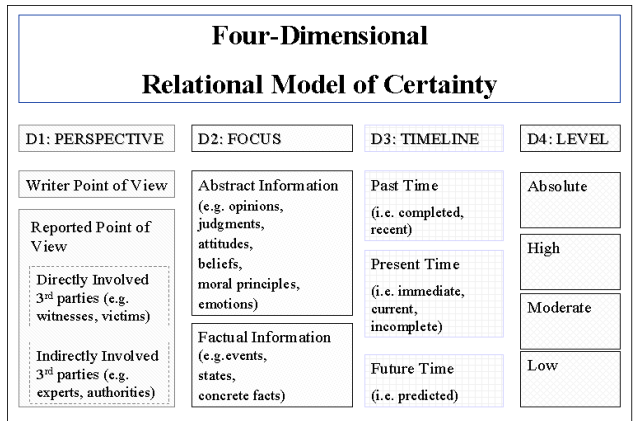 Four-Dimensional
Relational Model of Certainty
D1: PERSPECTIVE
D2: FOCUS
D3: TIMELINE
D4: LEVEL
Writer Point of View
Reported Point of
View
Directly Involved
3rd parties (e.g.
witnesses, victims)
Indirectly Involved
3rd parties (e.g.
experts, authorities)
Abstract Information
(e.g. opinions,
judgments,
attitudes,
beliefs,
moral principles,
emotions)
Factual Information
(e.g.events,
states,
concrete facts)
Past Time
(i.e. completed,
recent)
Present Time
(i.e. immediate,
current,
incomplete)
Future Time
(i.e. predicted)
Absolute
High
Moderate
Low